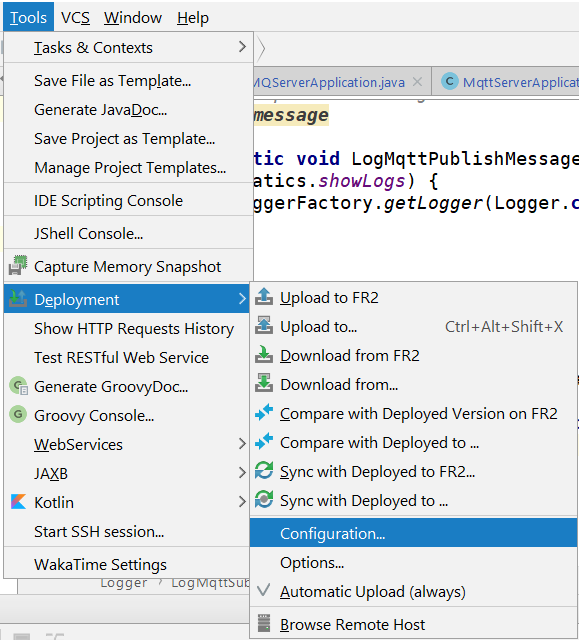 Tools VCS Window Help
Tasks & Contexts
Save File as Template...
Generate JavaDoc...
Save Project as Template...
Manage Project Templates...
IDE Scripting Console
JShell Console...
Capture Memory Snapshot
Deployment
Show HTTP Requests History
Test RESTful Web Service
Generate GroovyDoc...
Groovy Console...
WebServices
JAXB
Kotlin
Start SSH session...
WakaTime Settings
MQServerApplication.java MqttServerApplicat
message
tic void LogMqttPublishMessage
atics.showLogs) {
ggerFactory.getLogger(Logger.c
Upload to FR2
Upload to... Ctrl+Alt+Shift+X
Download from FR2
Download from...
Compare with Deployed Version on FR2
Compare with Deployed to ...
Sync with Deployed to FR2...
Sync with Deployed to ...
Configuration...
Options...
Automatic Upload (always)
Browse Remote Host
Logger LogMqttSub